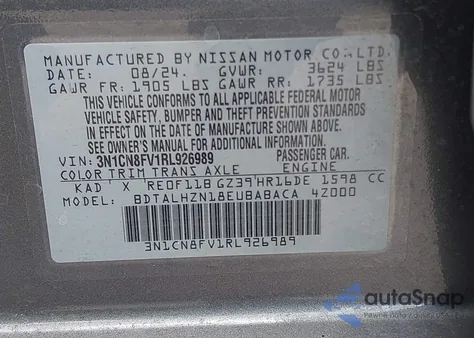 MANUFACTURED BY NISSAN MOTOR CO.,LTD.
DATE: 08/24. GVWR: 3624 LBS
GAWR FR: 1905 LBS GAWR RR: 1735 LBS
THIS VEHICLE CONFORMS TO ALL APPLICABLE FEDERAL MOTOR
VEHICLE SAFETY, BUMPER AND THEFT PREVENTION STANDARDS
IN EFFECT ON THE DATE OF MANUFACTURE SHOWN ABOVE.
SEE OWNER'S MANUAL FOR ADDITIONAL INFORMATION.
VIN: 3N1CN8FV1RL926989 PASSENGER CAR
COLOR TRIM TRANS AXLE ENGINE
KAD X REOF11B GZ39 HR16DE 1598 CC
MODEL: BDTALHZN18EUBABACA 4Z000
3N1CN8FV1RL926989
autoSnap